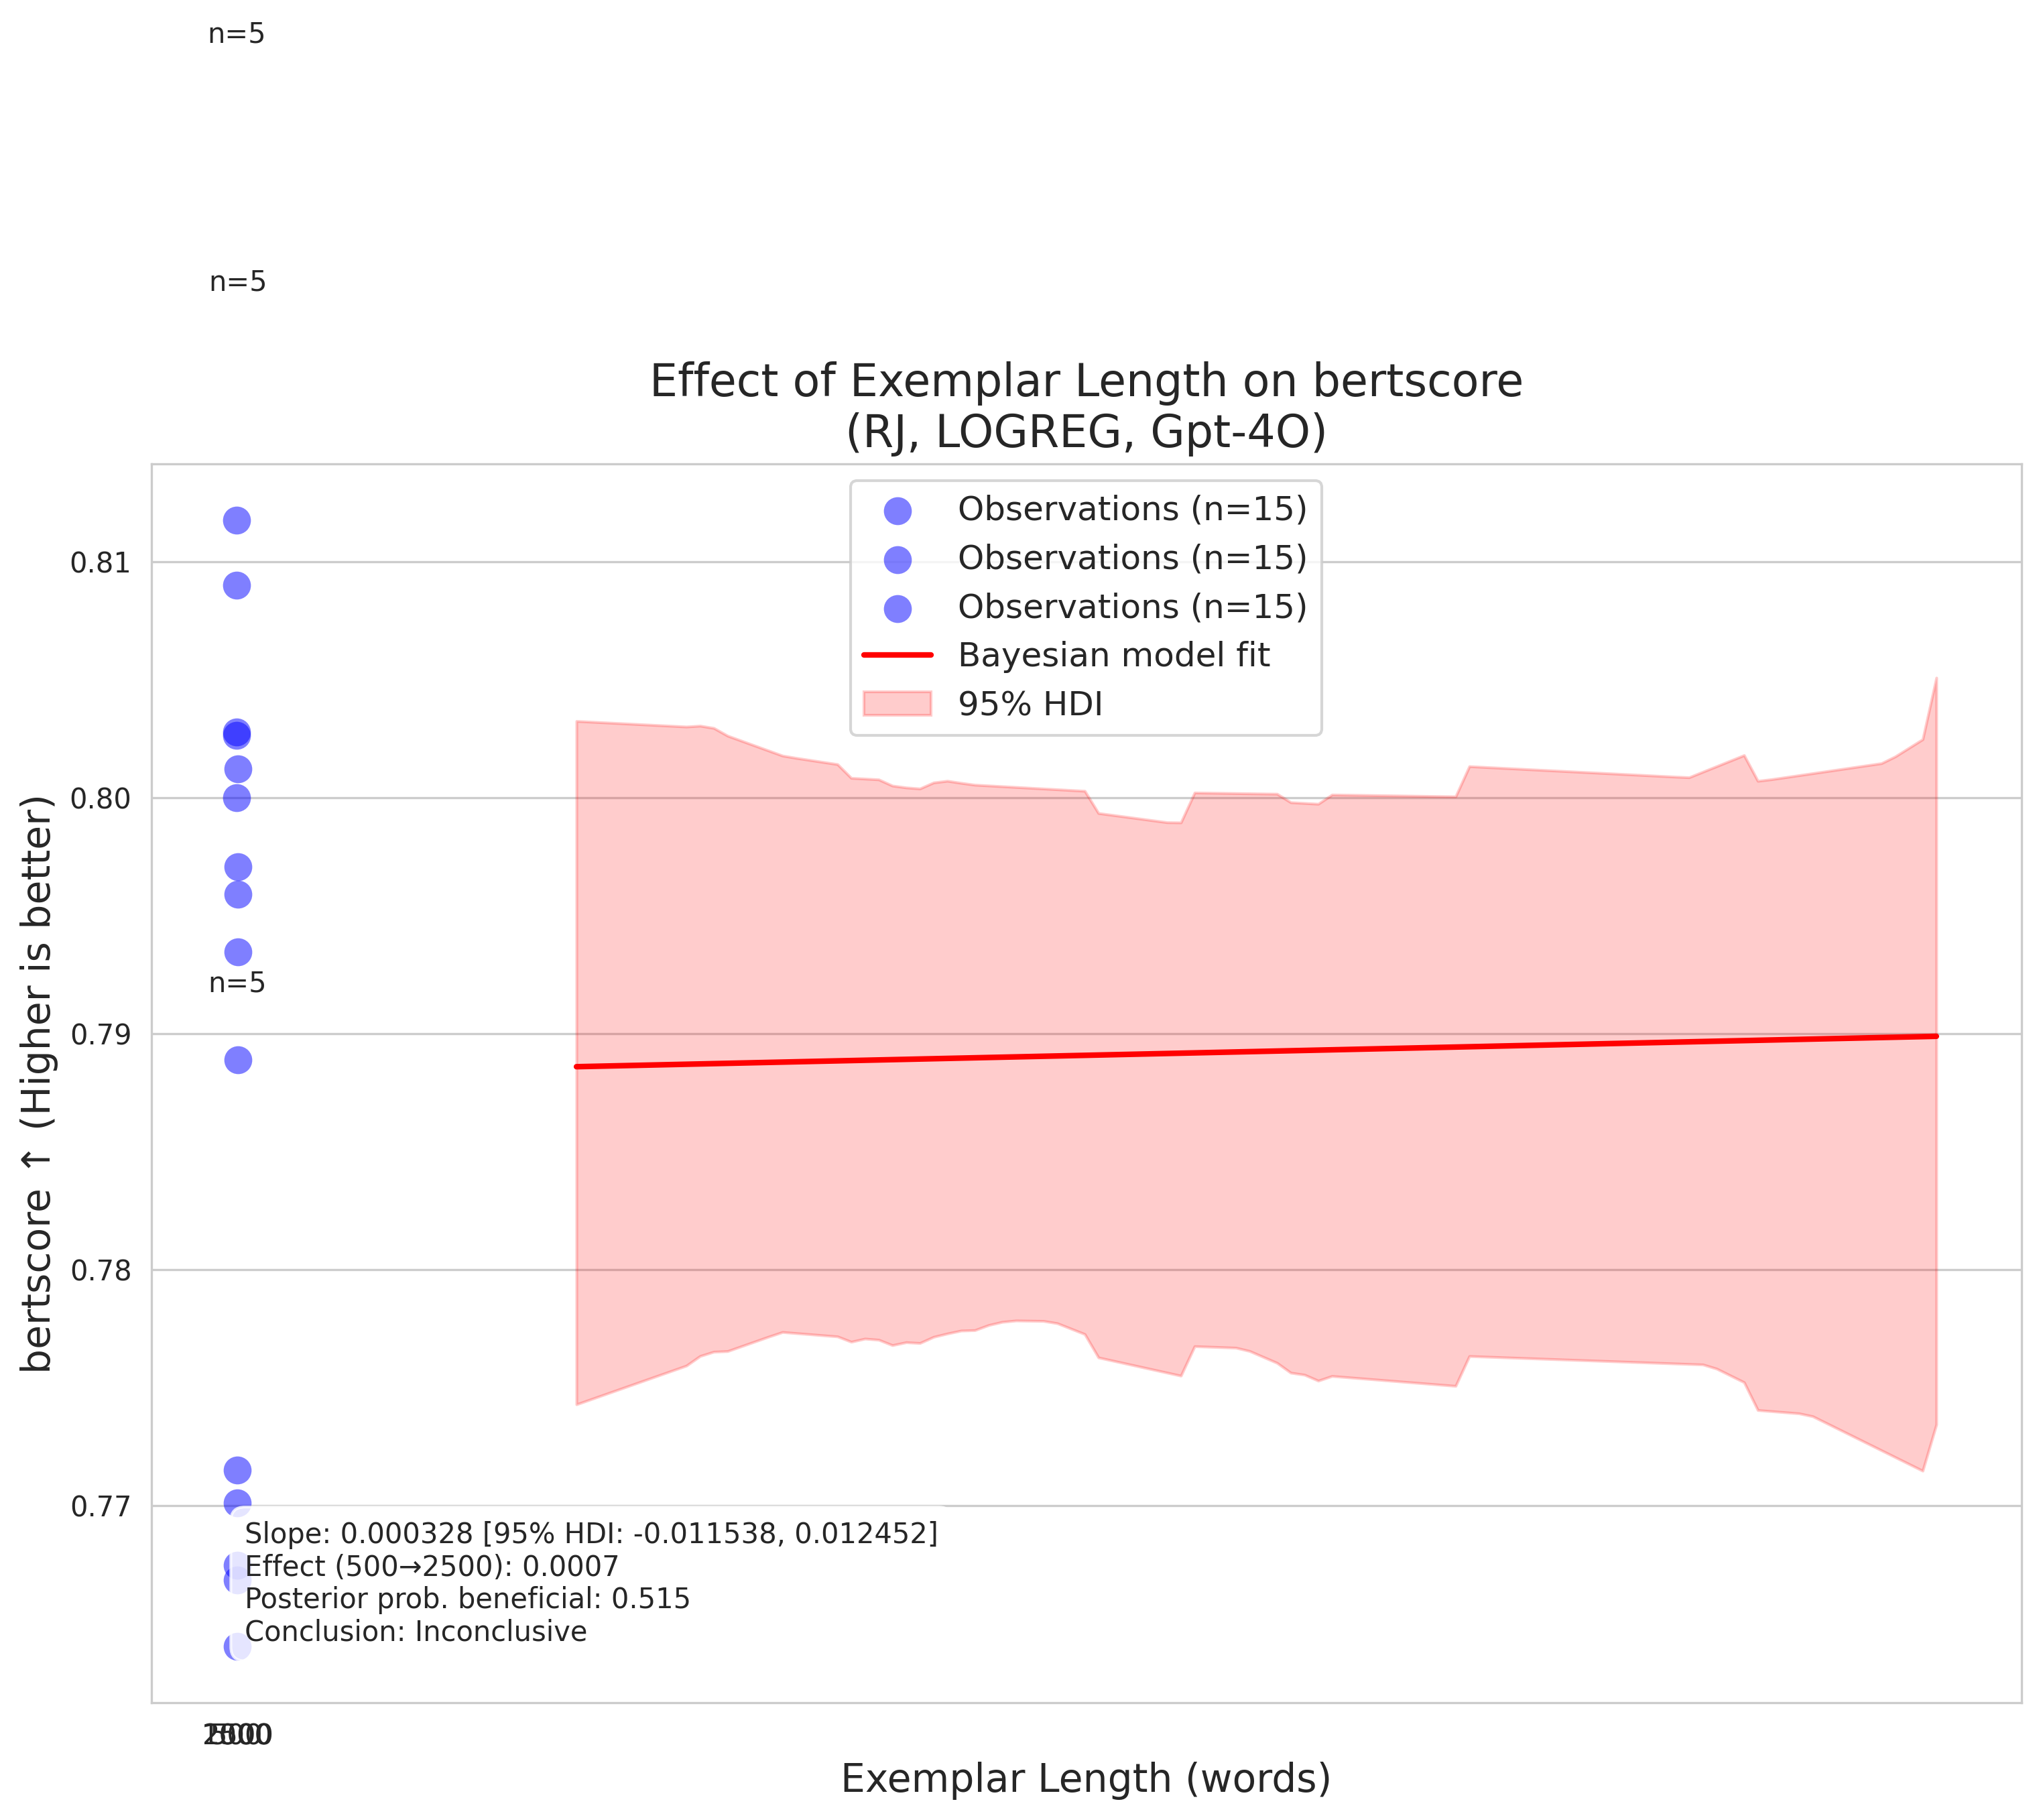 n=5
n=5
Effect of Exemplar Length on bertscore
(RJ, LOGREG, Gpt-4O)
Observations (n=15)
Observations (n=15)
Observations (n=15)
Bayesian model fit
95% HDI
0.81
0.80
0.79
0.78
0.77
bertscore ↑ (Higher is better)
n=5
Slope: 0.000328 [95% HDI: -0.011538, 0.012452]
Effect (500→2500): 0.0007
Posterior prob. beneficial: 0.515
Conclusion: Inconclusive
Exemplar Length (words)